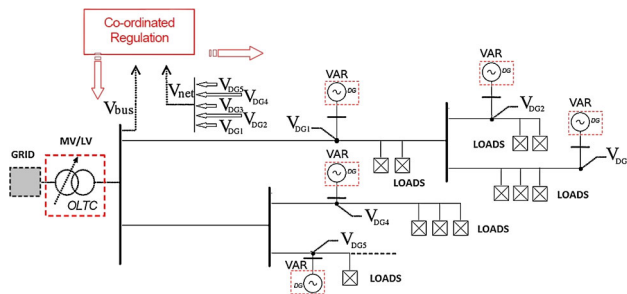 Co-ordinated
Regulation
Vbus
Vnet
VDG5
VDG4
VDG3
VDG2
VDG1
VAR
DG
VDG1
LOADS
VAR
DG
VDG2
LOADS
VAR
DG
VDG
LOADS
MV/LV
GRID
OLTC
VAR
DG
VDG4
LOADS
VDG5
VAR
DG
LOADS